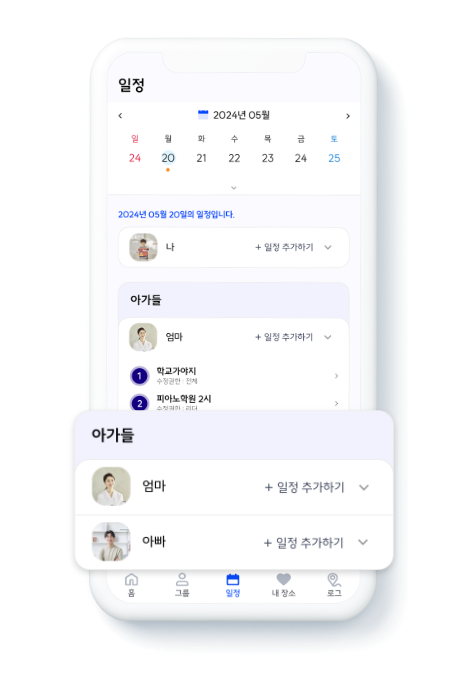 일정
2024년 05월
일 월 화 수 목 금 토
24 20 21 22 23 24 25
2024년 05월 20일의 일정입니다.
나 + 일정 추가하기
아가들
엄마 + 일정 추가하기
1 학교가야지
수정권한 : 전체
2 피아노학원 2시
수정권한 : 리더
아가들
엄마 + 일정 추가하기
아빠 + 일정 추가하기
홈 그룹 일정 내 장소 로그